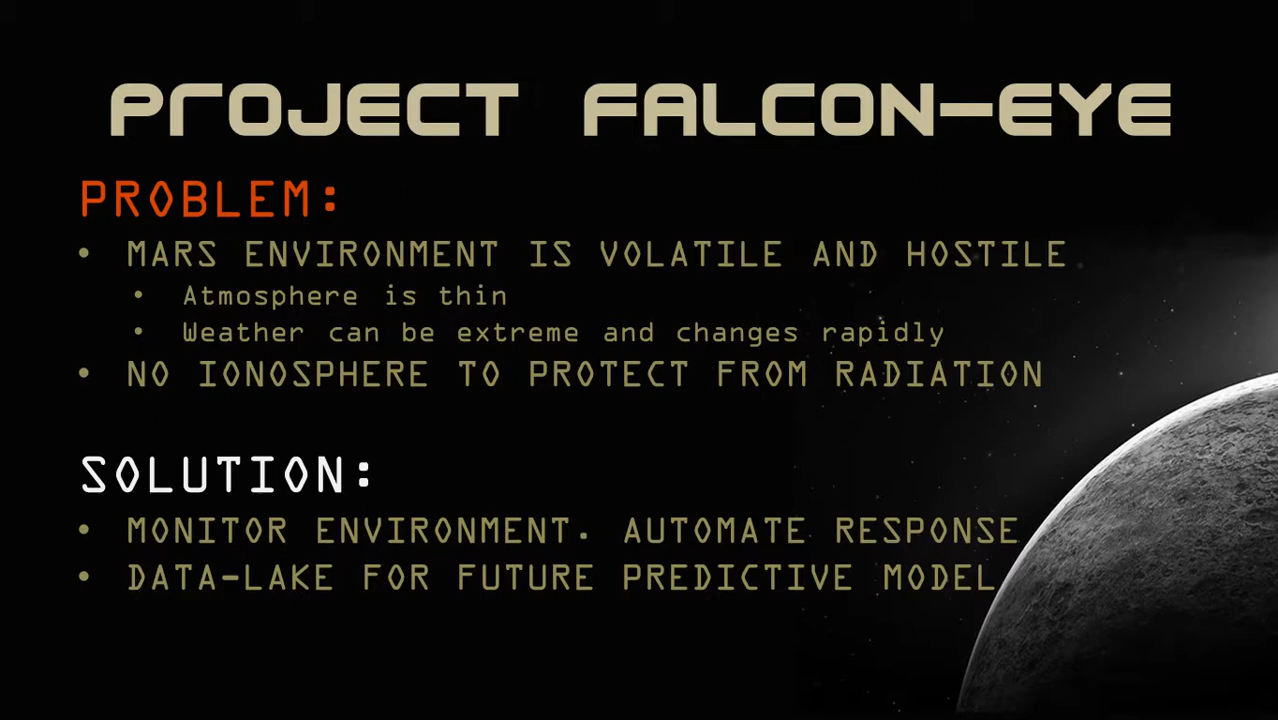 PROJECT FALCON-EYE
PROBLEM:
• MARS ENVIRONMENT IS VOLATILE AND HOSTILE
• Atmosphere is thin
• Weather can be extreme and changes rapidly
• NO IONOSPHERE TO PROTECT FROM RADIATION
SOLUTION:
• MONITOR ENVIRONMENT. AUTOMATE RESPONSE
• DATA-LAKE FOR FUTURE PREDICTIVE MODEL